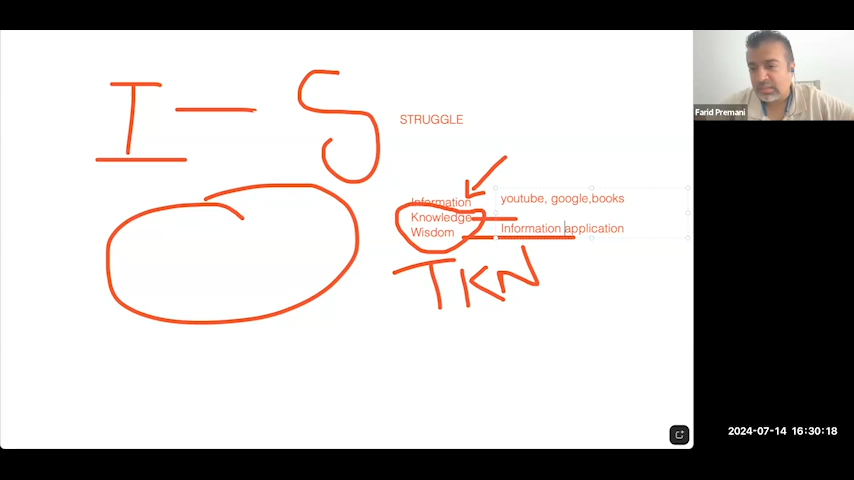 I — S
STRUGGLE
Information
Knowledge
Wisdom
youtube, google,books
Information application
TKN
Farid Premani
2024-07-14 16:30:18